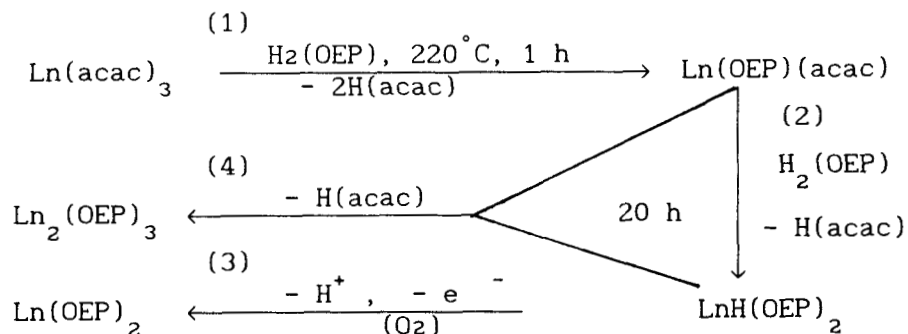 (1)
H2(OEP), 220°C, 1 h
Ln(acac)₃
Ln(OEP)(acac)
- 2H(acac)
(2)
(4)
H₂(OEP)
- H(acac)
Ln₂(OEP)₃
20 h
- H(acac)
(3)
- H⁺ , - e ⁻
Ln(OEP)₂
LnH(OEP)₂
(O2)